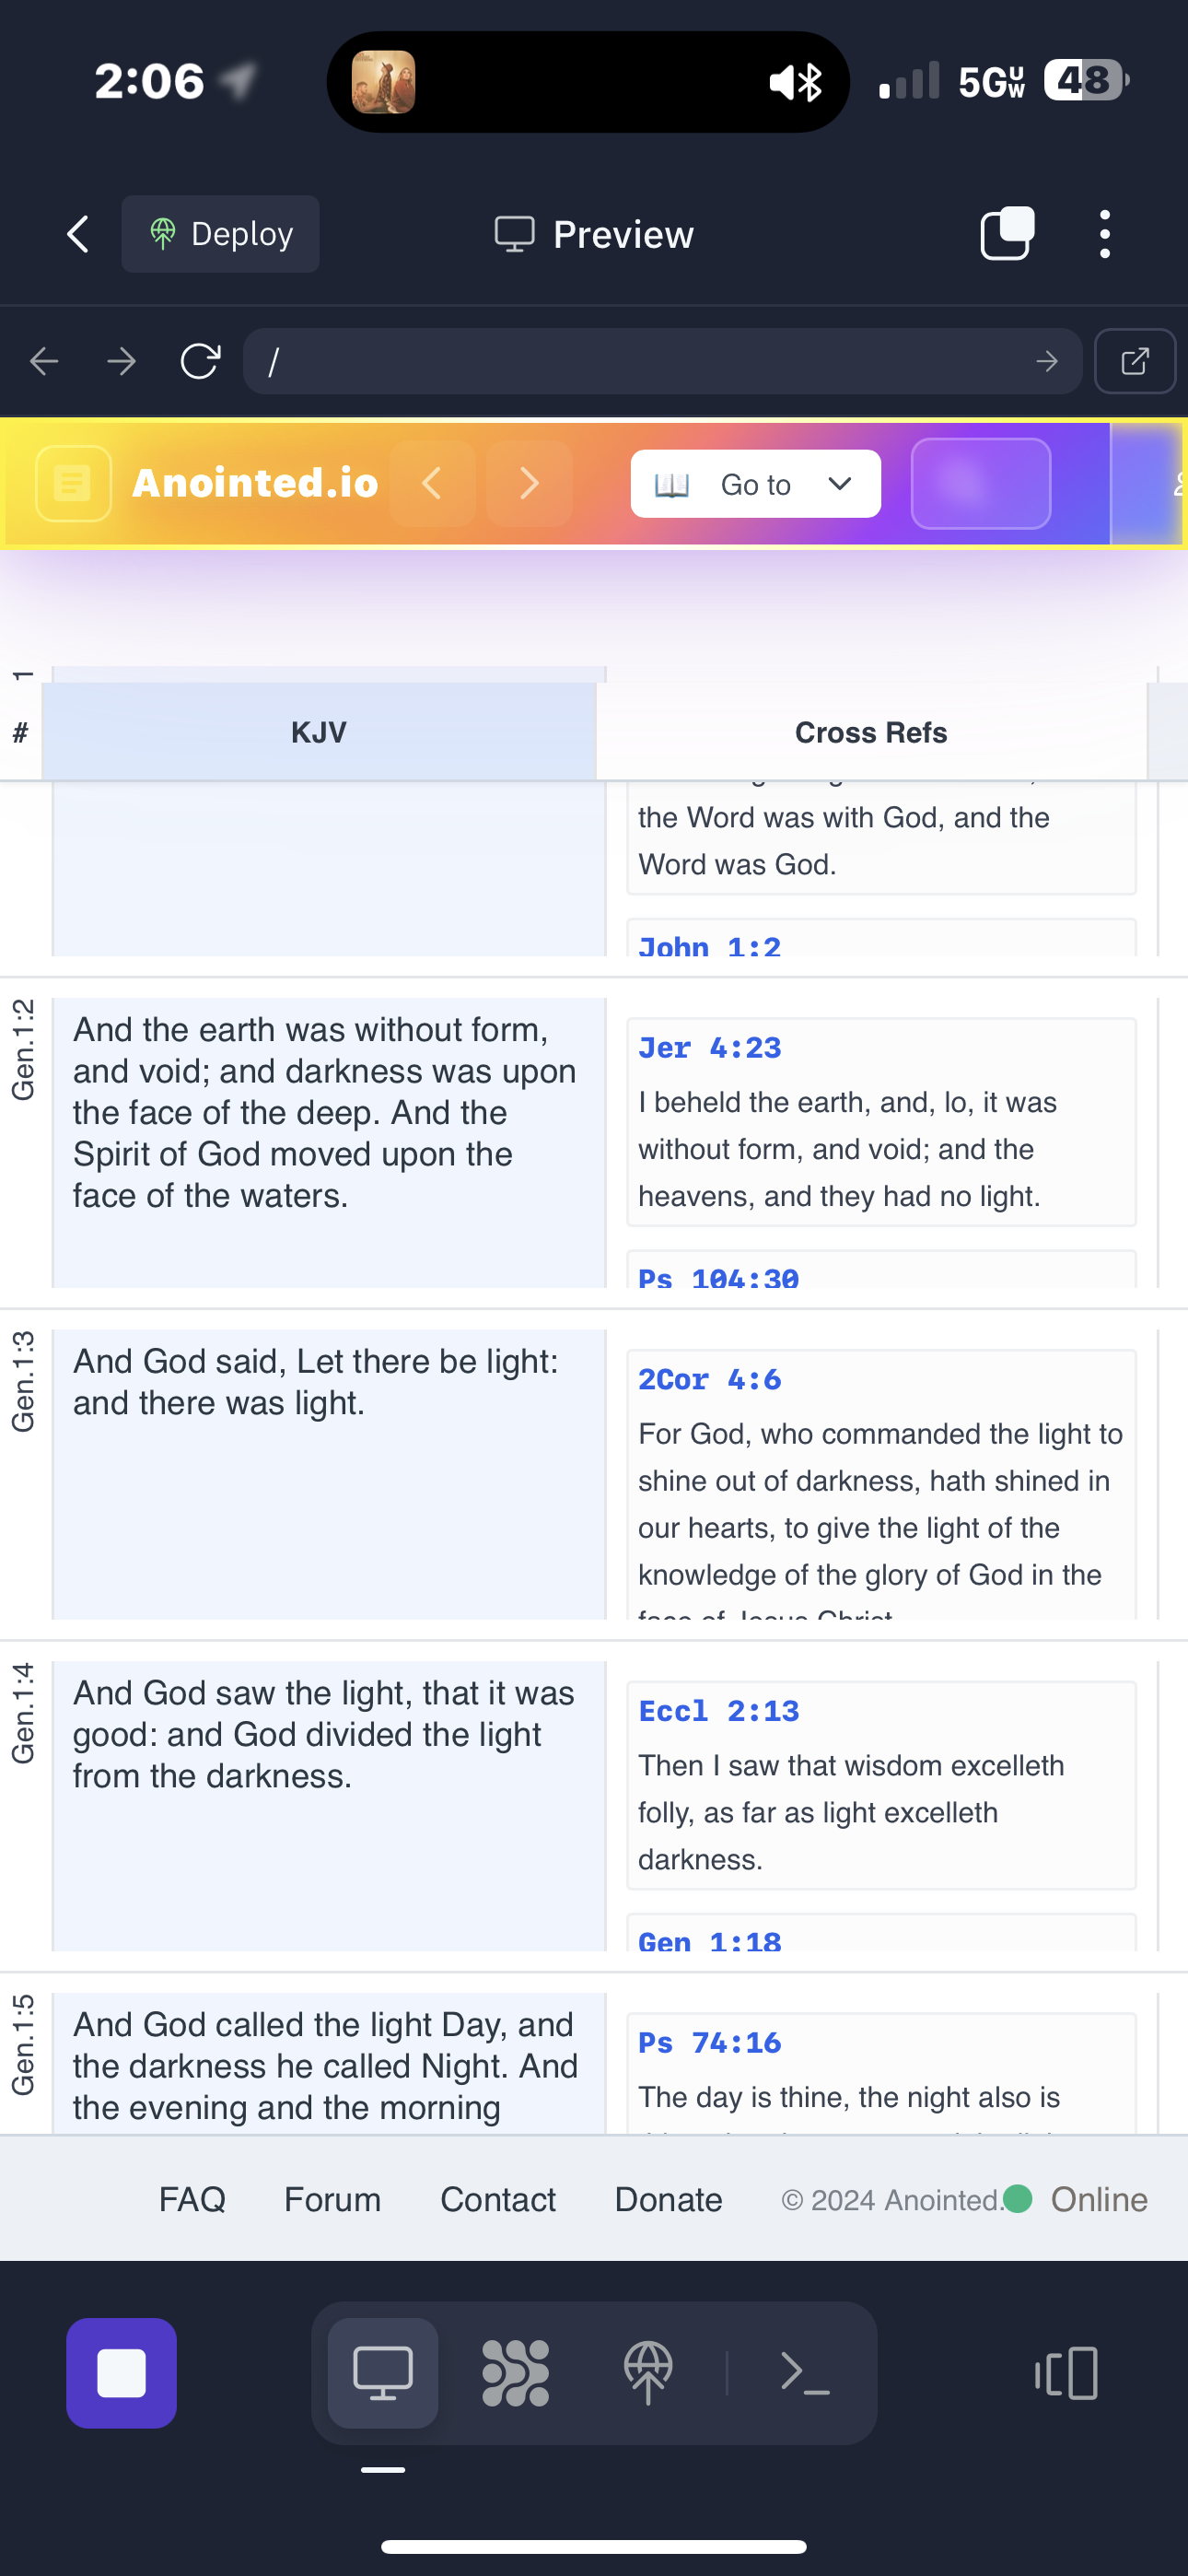 2:06
5G UW
48
Deploy
Preview
/
Anointed.io
Go to
1
#
KJV
Cross Refs
the Word was with God, and the
Word was God.
John 1:2
Gen.1:2
And the earth was without form,
and void; and darkness was upon
the face of the deep. And the
Spirit of God moved upon the
face of the waters.
Jer 4:23
I beheld the earth, and, lo, it was
without form, and void; and the
heavens, and they had no light.
Ps 104:30
Gen.1:3
And God said, Let there be light:
and there was light.
2Cor 4:6
For God, who commanded the light to
shine out of darkness, hath shined in
our hearts, to give the light of the
knowledge of the glory of God in the
face of Jesus Christ
Gen.1:4
And God saw the light, that it was
good: and God divided the light
from the darkness.
Eccl 2:13
Then I saw that wisdom excelleth
folly, as far as light excelleth
darkness.
Gen 1:18
Gen.1:5
And God called the light Day, and
the darkness he called Night. And
the evening and the morning
Ps 74:16
The day is thine, the night also is
FAQ
Forum
Contact
Donate
© 2024 Anointed.
Online